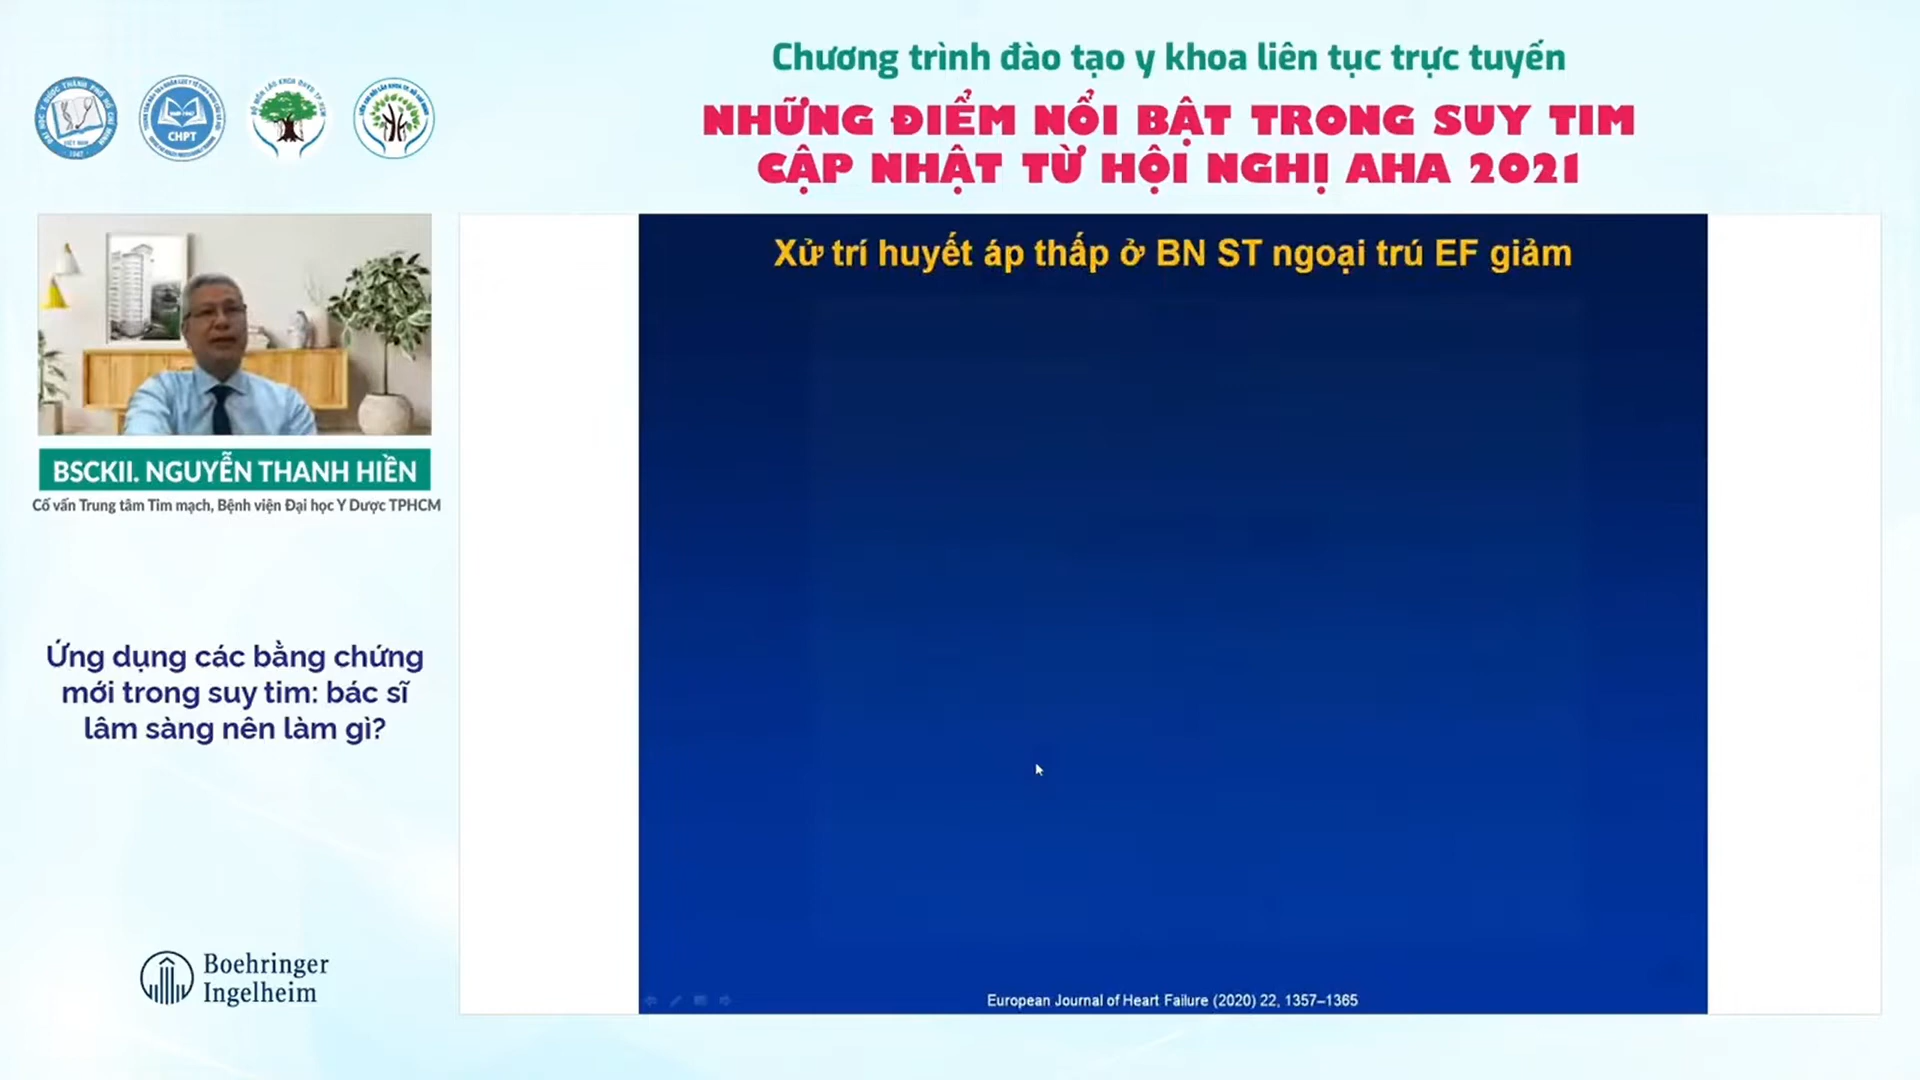 Chương trình đào tạo y khoa liên tục trực tuyến
NHỮNG ĐIỂM NỔI BẬT TRONG SUY TIM
CẬP NHẬT TỪ HỘI NGHỊ AHA 2021
CHPT
BSCKII. NGUYỄN THANH HIỀN
Cố vấn Trung tâm Tim mạch, Bệnh viện Đại học Y Dược TPHCM
Ứng dụng các bằng chứng
mới trong suy tim: bác sĩ
lâm sàng nên làm gì?
Boehringer
Ingelheim
Xử trí huyết áp thấp ở BN ST ngoại trú EF giảm
European Journal of Heart Failure (2020) 22, 1357–1365